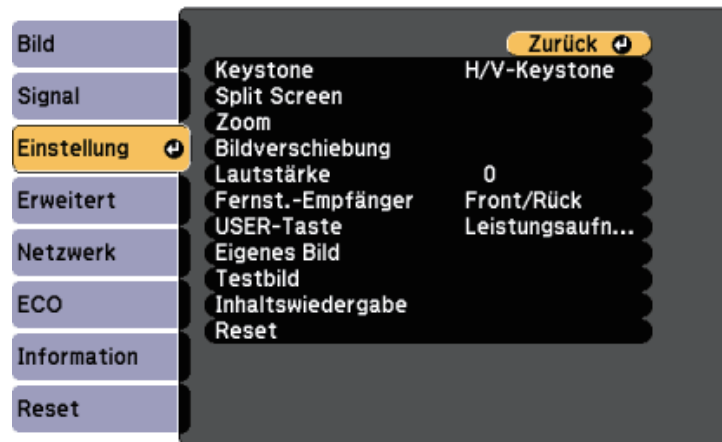 Bild
Signal
Einstellung
Erweitert
Netzwerk
ECO
Information
Reset
Zurück
Keystone H/V-Keystone
Split Screen
Zoom
Bildverschiebung
Lautstärke 0
Fernst.-Empfänger Front/Rück
USER-Taste Leistungsaufn...
Eigenes Bild
Testbild
Inhaltswiedergabe
Reset